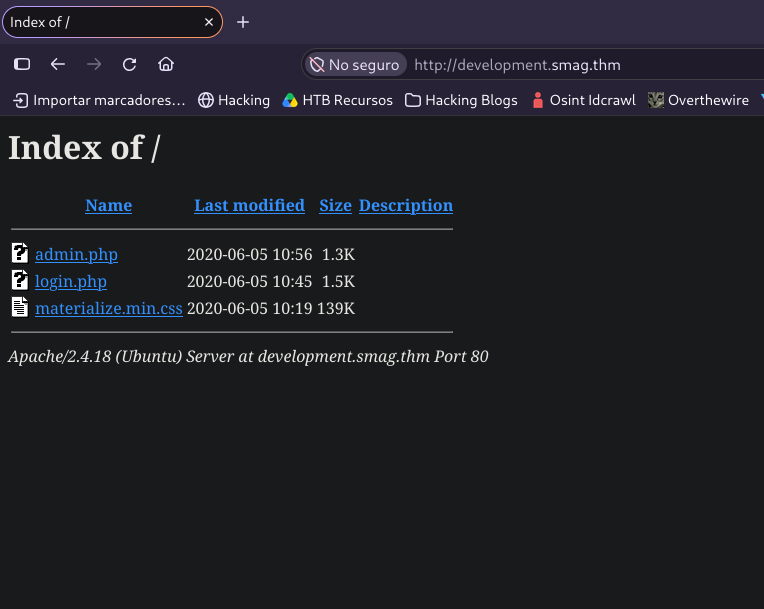 Index of /
No seguro http://development.smag.thm
Importar marcadores... Hacking HTB Recursos Hacking Blogs Osint Idcrawl Overthewire
Index of /
Name Last modified Size Description
admin.php 2020-06-05 10:56 1.3K
login.php 2020-06-05 10:45 1.5K
materialize.min.css 2020-06-05 10:19 139K
Apache/2.4.18 (Ubuntu) Server at development.smag.thm Port 80